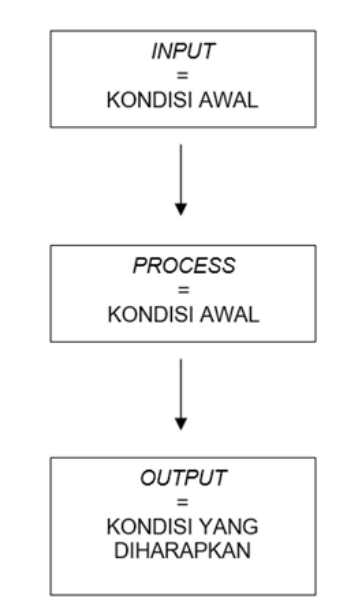 INPUT
=
KONDISI AWAL
PROCESS
=
KONDISI AWAL
OUTPUT
=
KONDISI YANG
DIHARAPKAN